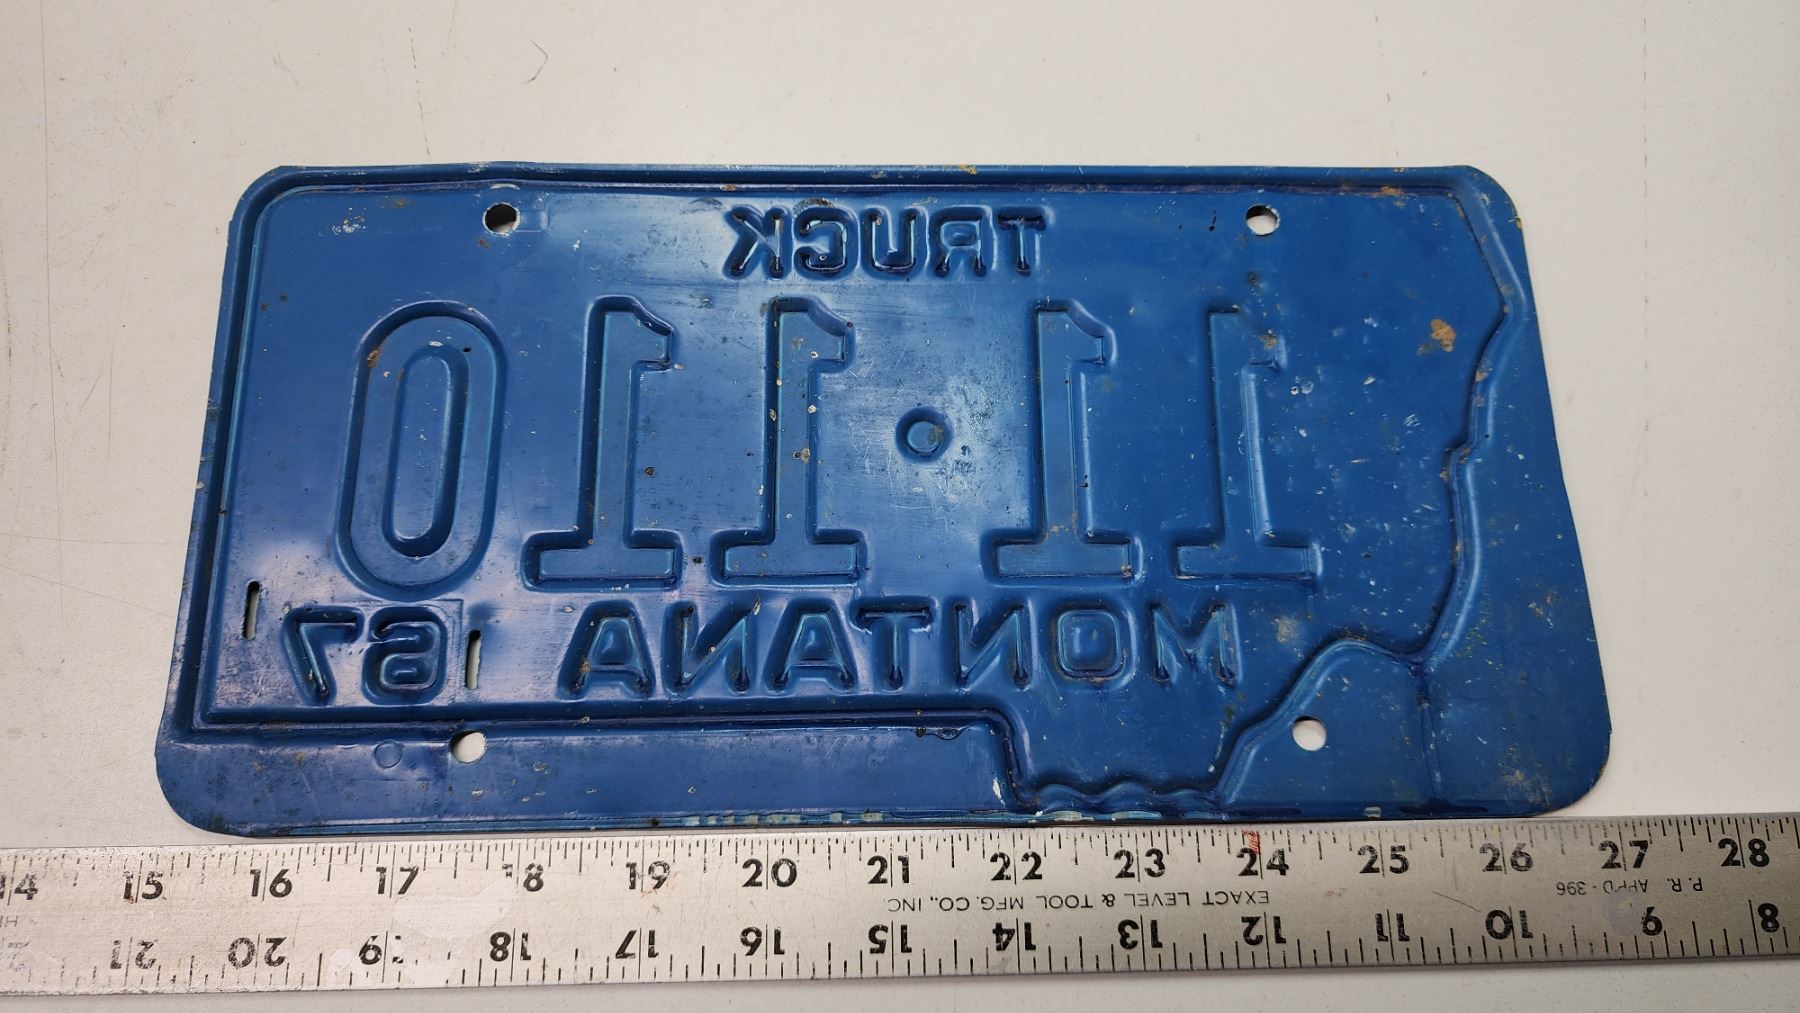 TRUCK
11·110
MONTANA 67
14 15 16 17 18 19 20 21 22 23 24 25 26 27 28
P. R. APPD - 396 EXACT LEVEL & TOOL MFG. CO., INC.
8 9 10 11 12 13 14 15 16 17 18 19 20 21